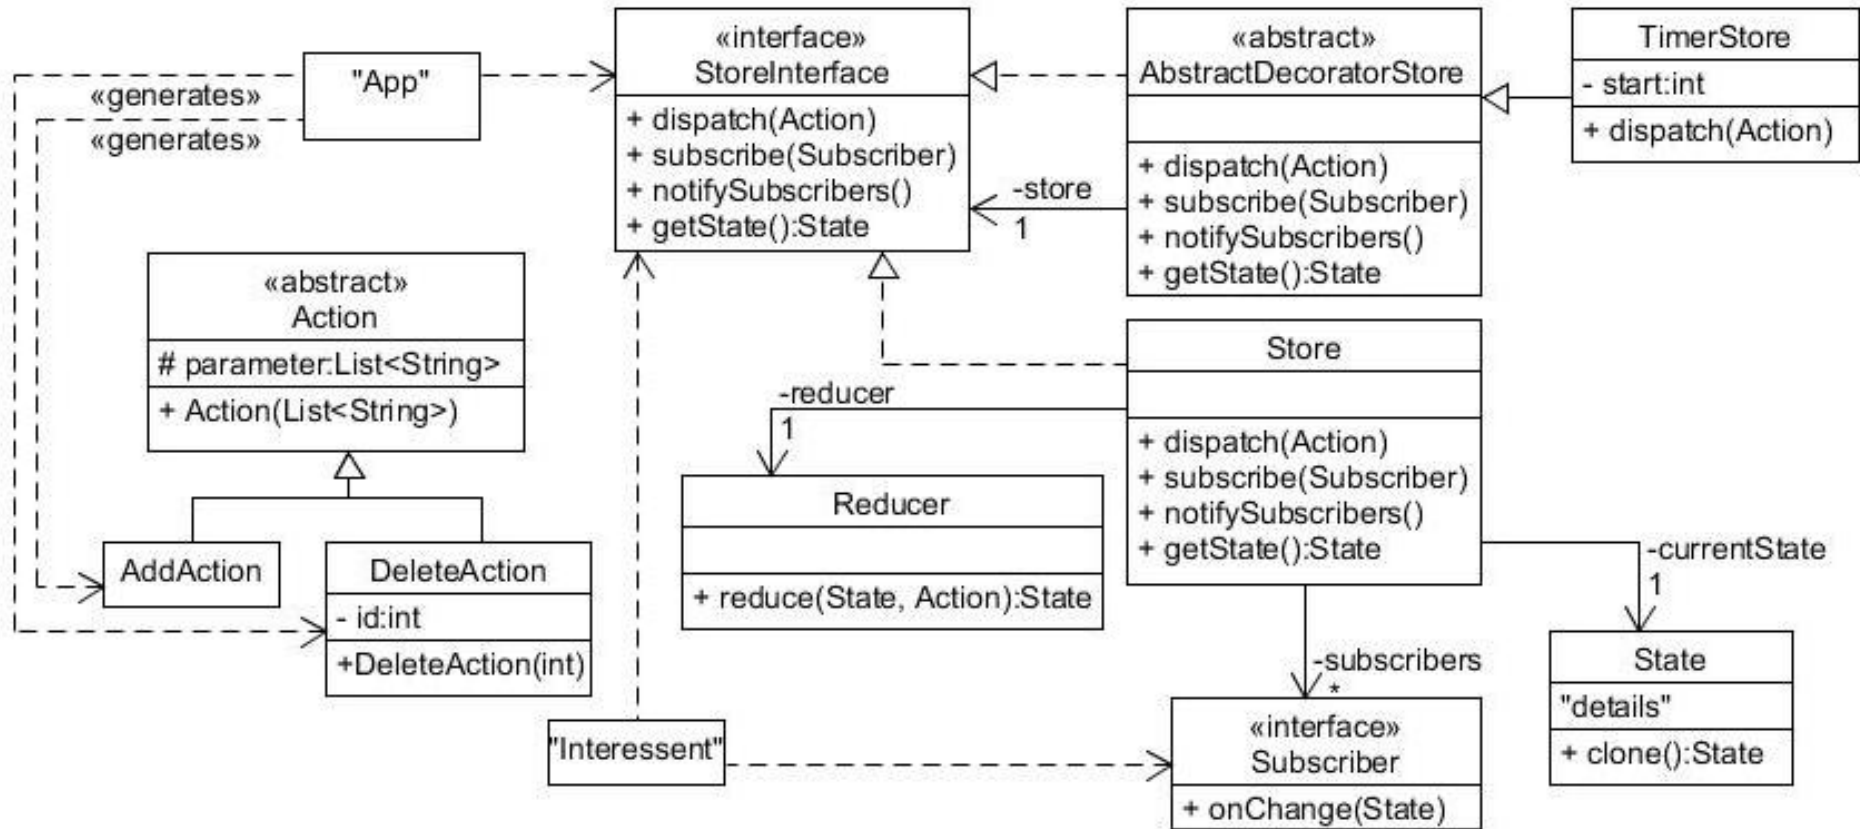 "App"
«generates»
«generates»
«interface»
StoreInterface
+ dispatch(Action)
+ subscribe(Subscriber)
+ notifySubscribers()
+ getState():State
«abstract»
AbstractDecoratorStore
+ dispatch(Action)
+ subscribe(Subscriber)
+ notifySubscribers()
+ getState():State
-store
1
TimerStore
- start:int
+ dispatch(Action)
«abstract»
Action
# parameter:List<String>
+ Action(List<String>)
AddAction
DeleteAction
- id:int
+DeleteAction(int)
Store
+ dispatch(Action)
+ subscribe(Subscriber)
+ notifySubscribers()
+ getState():State
-reducer
1
Reducer
+ reduce(State, Action):State
-currentState
1
State
"details"
+ clone():State
-subscribers
*
«interface»
Subscriber
+ onChange(State)
"Interessent"